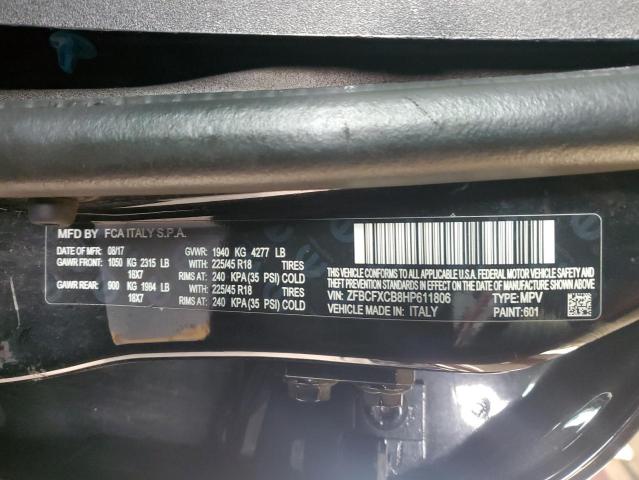 MFD BY FCA ITALY S.P.A.
DATE OF MFR: 08/17 GVWR: 1940 KG 4277 LB
GAWR FRONT: 1050 KG 2315 LB WITH: 225/45 R18 TIRES
18X7 RIMS AT: 240 KPA(35 PSI) COLD
GAWR REAR: 900 KG 1984 LB WITH: 225/45 R18 TIRES
18X7 RIMS AT: 240 KPA(35 PSI) COLD
THIS VEHICLE CONFORMS TO ALL APPLICABLE U.S.A. FEDERAL MOTOR VEHICLE SAFETY,
BUMPER, AND THEFT PREVENTION STANDARDS IN EFFECT ON THE DATE OF MANUFACTURE SHOWN ABOVE.
VIN: ZFBCFXCB8HP611806 TYPE: MPV
VEHICLE MADE IN: ITALY PAINT:601